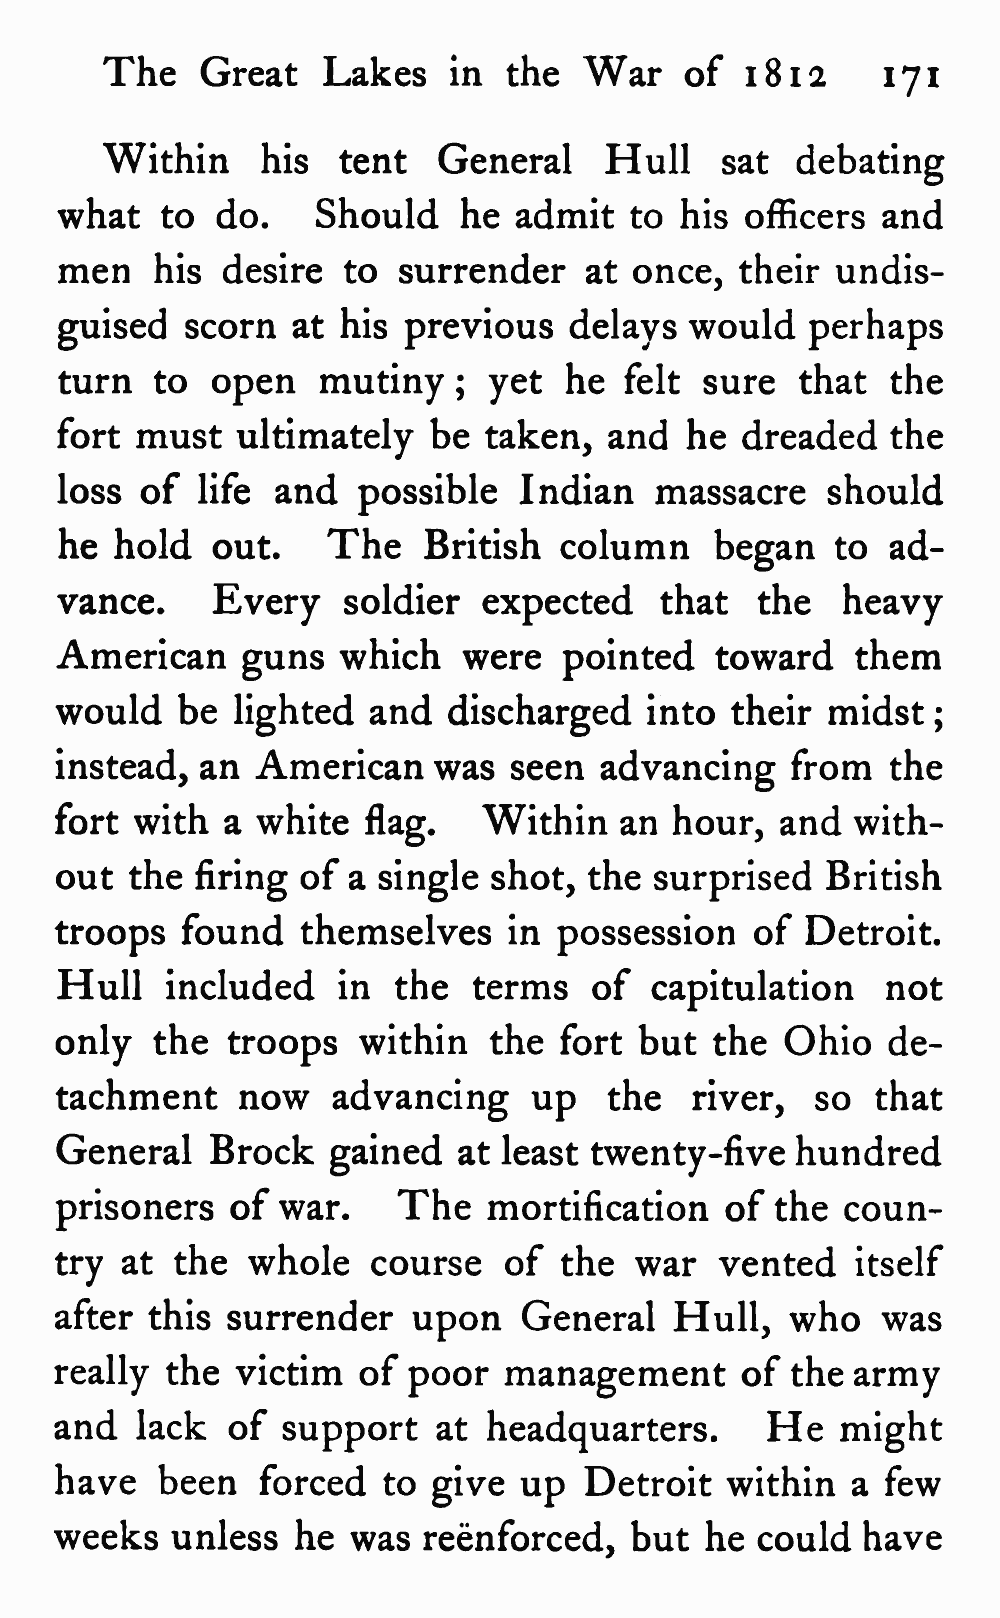 The Great Lakes in the War of 1812 171
Within his tent General Hull sat debating
what to do. Should he admit to his officers and
men his desire to surrender at once, their undis-
guised scorn at his previous delays would perhaps
turn to open mutiny; yet he felt sure that the
fort must ultimately be taken, and he dreaded the
loss of life and possible Indian massacre should
he hold out. The British column began to ad-
vance. Every soldier expected that the heavy
American guns which were pointed toward them
would be lighted and discharged into their midst;
instead, an American was seen advancing from the
fort with a white flag. Within an hour, and with-
out the firing of a single shot, the surprised British
troops found themselves in possession of Detroit.
Hull included in the terms of capitulation not
only the troops within the fort but the Ohio de-
tachment now advancing up the river, so that
General Brock gained at least twenty-five hundred
prisoners of war. The mortification of the coun-
try at the whole course of the war vented itself
after this surrender upon General Hull, who was
really the victim of poor management of the army
and lack of support at headquarters. He might
have been forced to give up Detroit within a few
weeks unless he was reënforced, but he could have